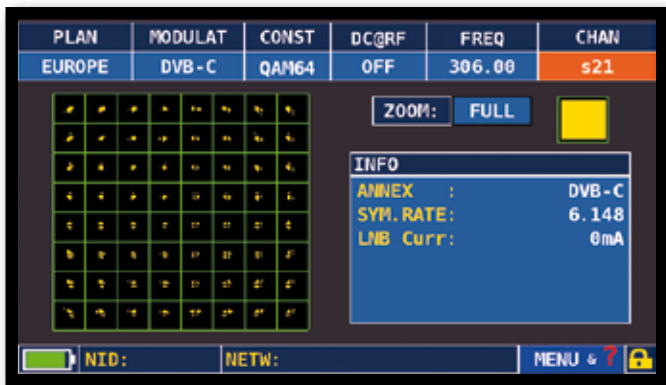 PLAN MODULAT CONST DC@RF FREQ CHAN
EUROPE DVB-C QAM64 OFF 306.00 s21
ZOOM: FULL
INFO
ANNEX : DVB-C
SYM.RATE: 6.148
LNB Curr: 0mA
NID: NETW: MENU & ?